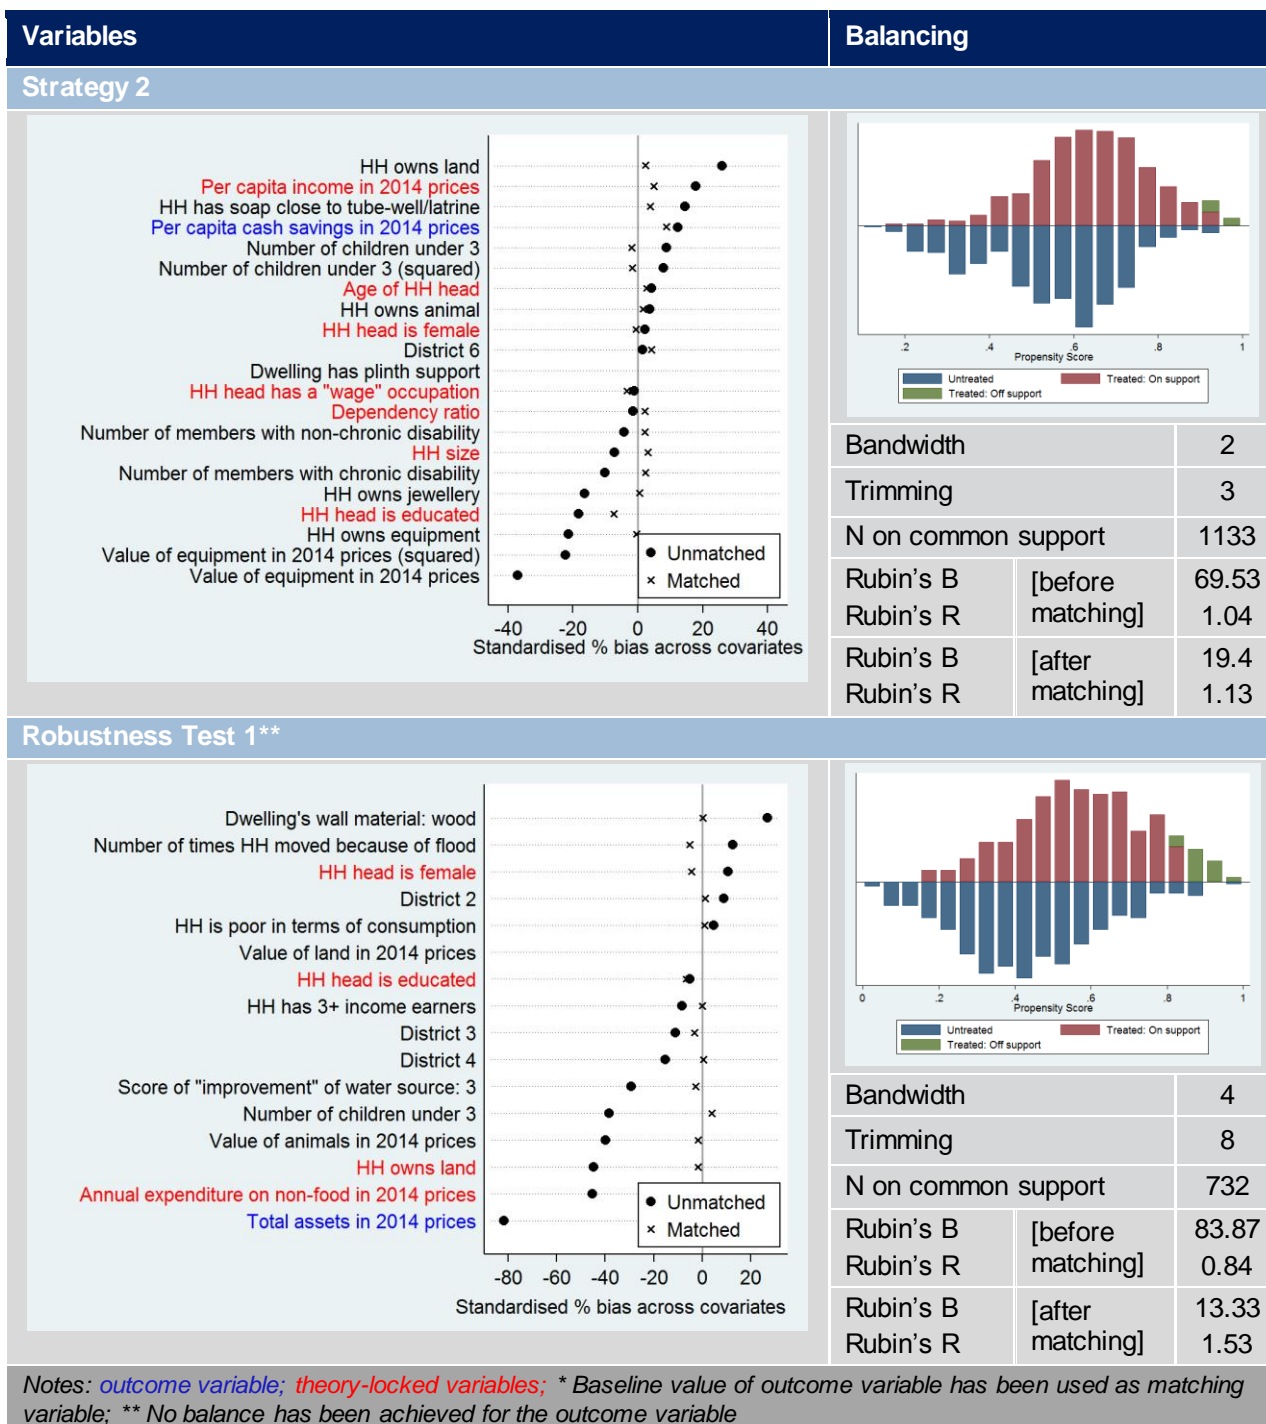 Variables
Balancing
Strategy 2
HH owns land
Per capita income in 2014 prices
HH has soap close to tube-well/latrine
Per capita cash savings in 2014 prices
Number of children under 3
Number of children under 3 (squared)
Age of HH head
HH owns animal
HH head is female
District 6
Dwelling has plinth support
HH head has a "wage" occupation
Dependency ratio
Number of members with non-chronic disability
HH size
Number of members with chronic disability
HH owns jewellery
HH head is educated
HH owns equipment
Value of equipment in 2014 prices (squared)
Value of equipment in 2014 prices
Unmatched
Matched
-40 -20 0 20 40
Standardised % bias across covariates
.2 .4 .6 .8 1
Propensity Score
Untreated Treated: On support
Treated: Off support
Bandwidth 2
Trimming 3
N on common support 1133
Rubin's B [before 69.53
Rubin's R matching] 1.04
Rubin's B [after 19.4
Rubin's R matching] 1.13
Robustness Test 1**
Dwelling's wall material: wood
Number of times HH moved because of flood
HH head is female
District 2
HH is poor in terms of consumption
Value of land in 2014 prices
HH head is educated
HH has 3+ income earners
District 3
District 4
Score of "improvement" of water source: 3
Number of children under 3
Value of animals in 2014 prices
HH owns land
Annual expenditure on non-food in 2014 prices
Total assets in 2014 prices
Unmatched
Matched
-80 -60 -40 -20 0 20
Standardised % bias across covariates
0 .2 .4 .6 .8 1
Propensity Score
Untreated Treated: On support
Treated: Off support
Bandwidth 4
Trimming 8
N on common support 732
Rubin's B [before 83.87
Rubin's R matching] 0.84
Rubin's B [after 13.33
Rubin's R matching] 1.53
Notes: outcome variable; theory-locked variables; * Baseline value of outcome variable has been used as matching
variable; ** No balance has been achieved for the outcome variable